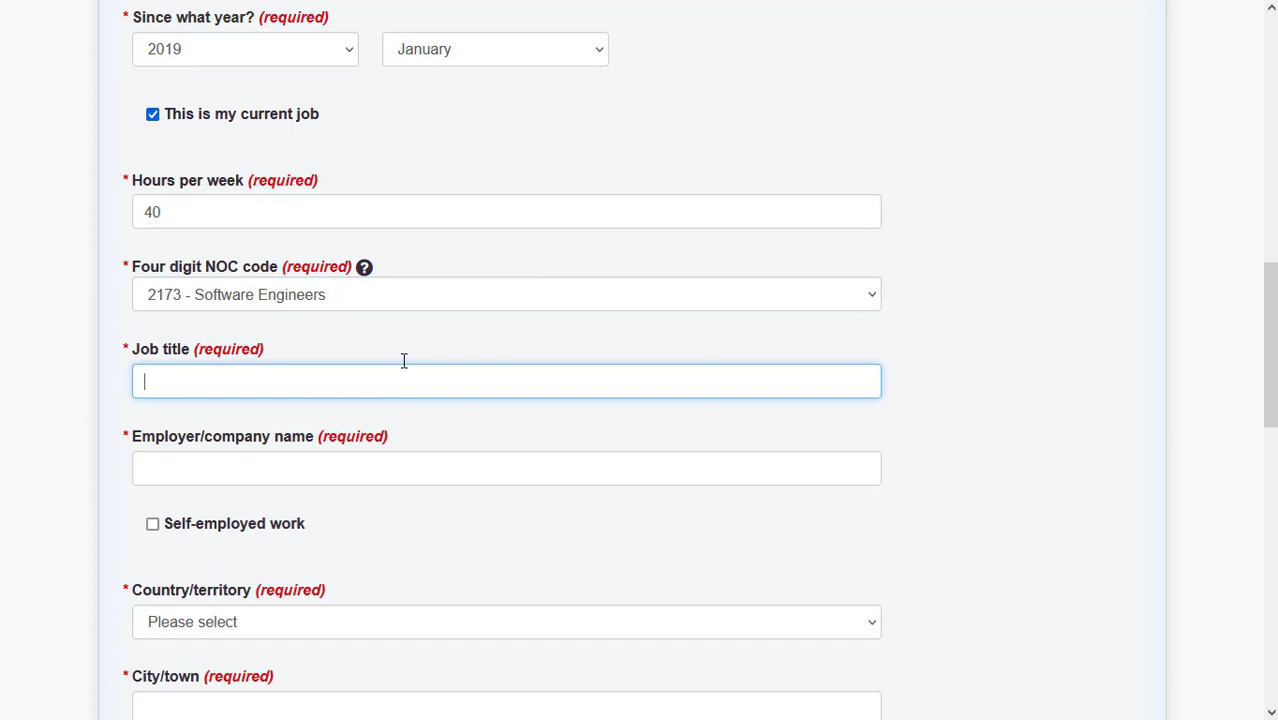 * Since what year? (required)
2019 January
This is my current job
* Hours per week (required)
40
* Four digit NOC code (required) ?
2173 - Software Engineers
* Job title (required)
* Employer/company name (required)
Self-employed work
* Country/territory (required)
Please select
* City/town (required)